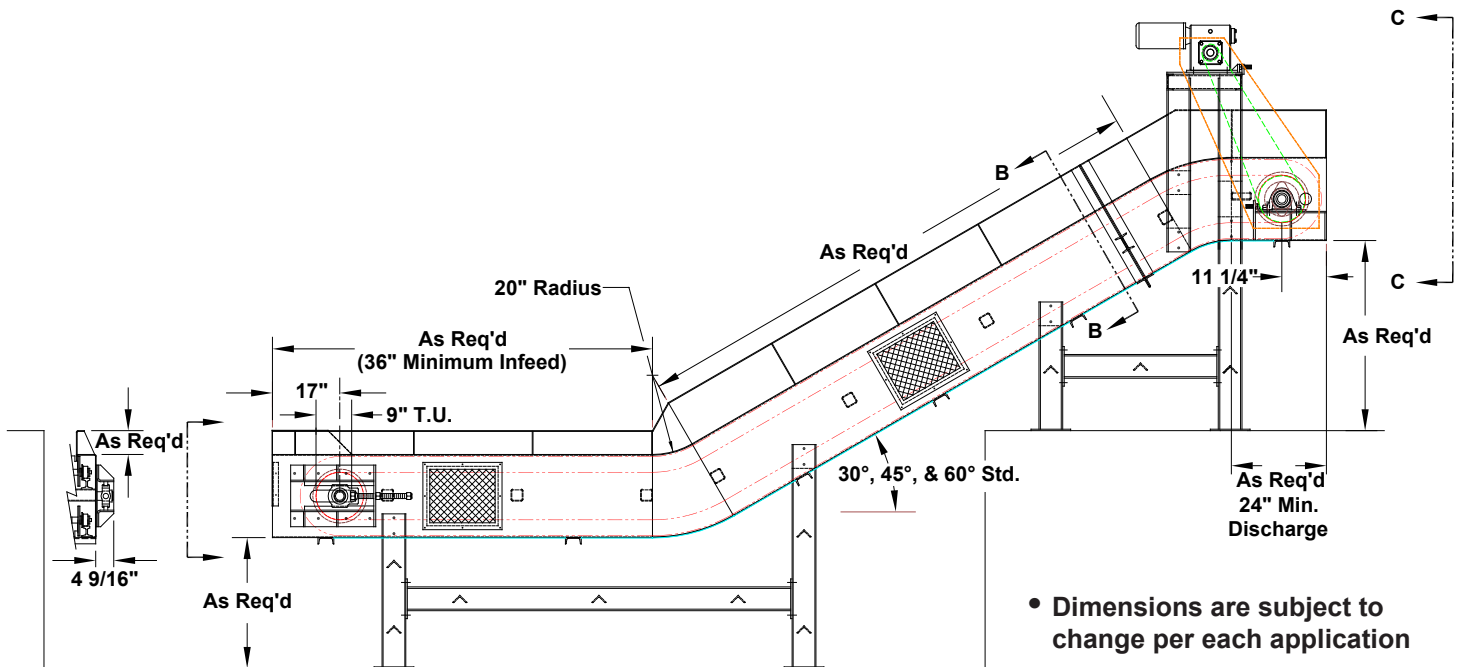 C
B
As Req'd
20" Radius
11 1/4"
C
As Req'd
(36" Minimum Infeed)
B
As Req'd
17"
9" T.U.
As Req'd
30°, 45°, & 60° Std.
As Req'd
24" Min.
Discharge
4 9/16"
As Req'd
• Dimensions are subject to
change per each application